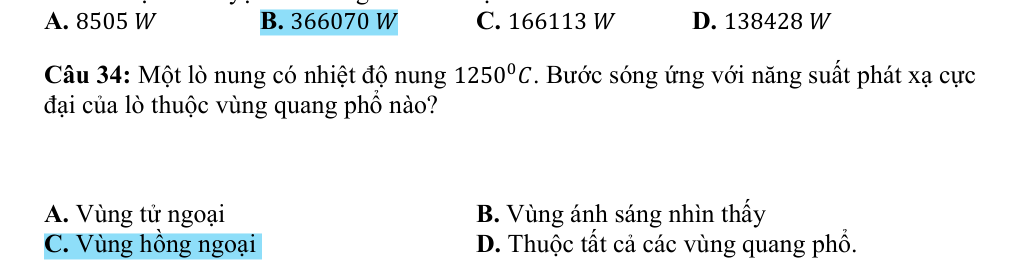 A. 8505 W B. 366070 W C. 166113 W D. 138428 W
Câu 34: Một lò nung có nhiệt độ nung 1250⁰C. Bước sóng ứng với năng suất phát xạ cực
đại của lò thuộc vùng quang phổ nào?
A. Vùng tử ngoại B. Vùng ánh sáng nhìn thấy
C. Vùng hồng ngoại D. Thuộc tất cả các vùng quang phổ.